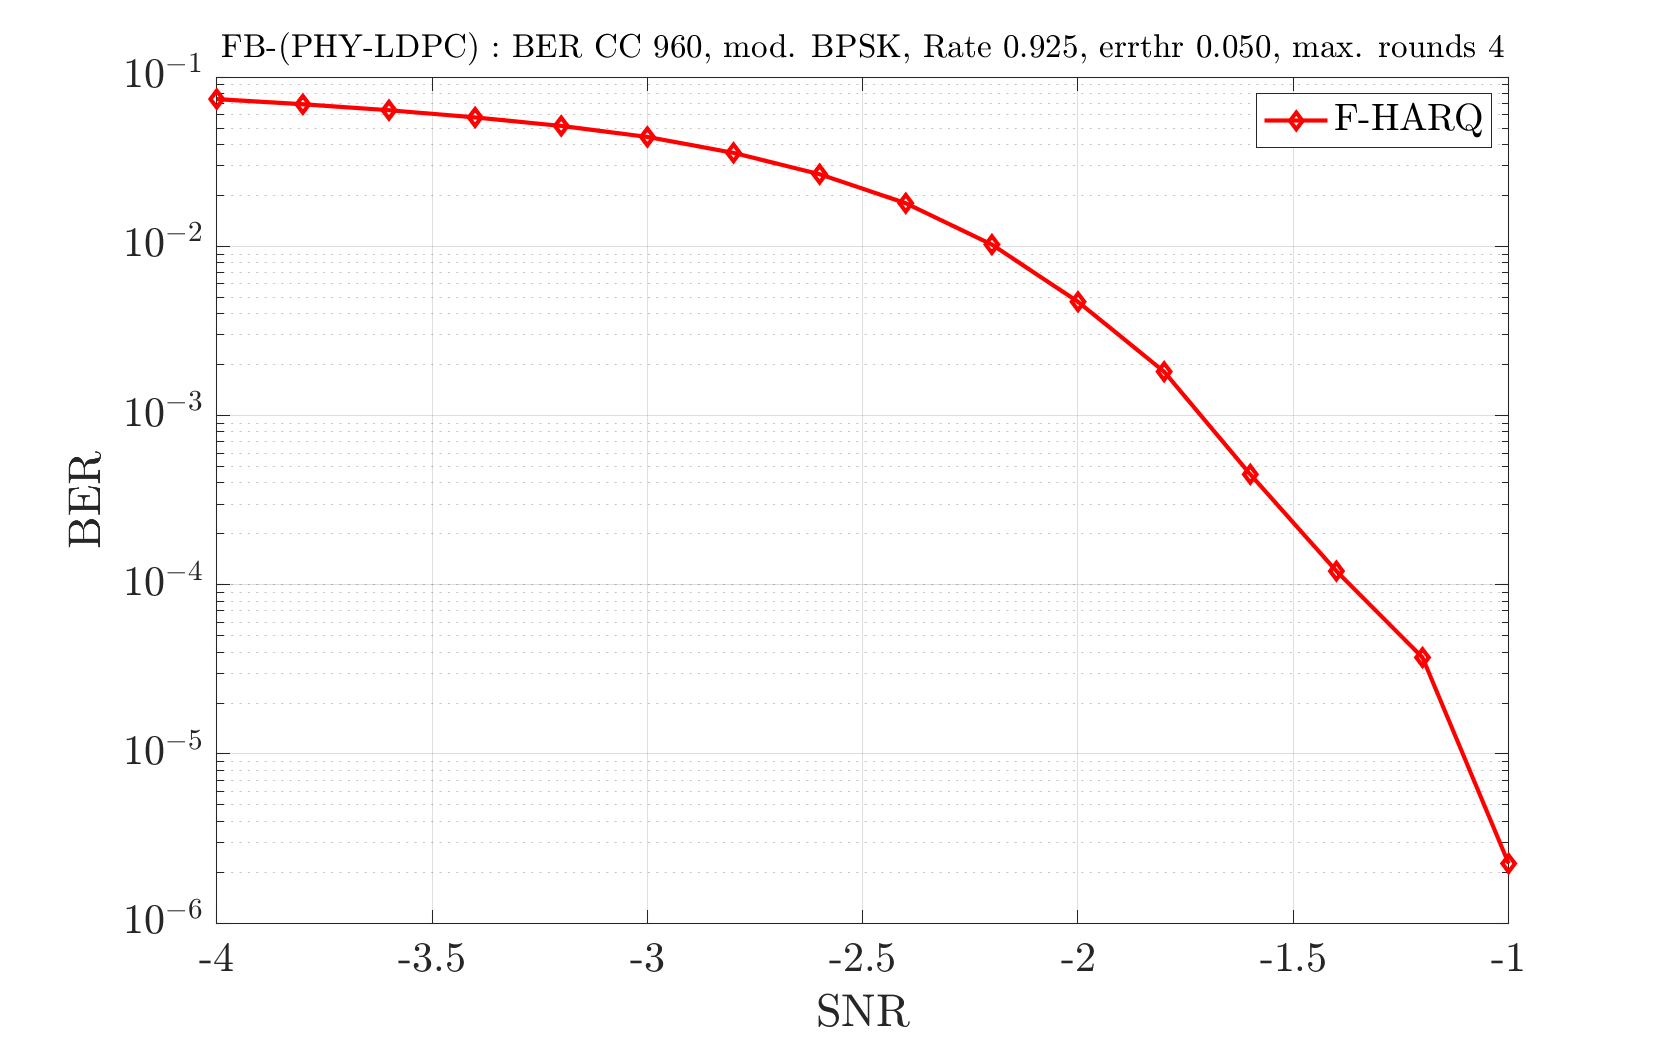 FB-(PHY-LDPC) : BER CC 960, mod. BPSK, Rate 0.925, errthr 0.050, max. rounds 4
F-HARQ
BER
10⁻¹
10⁻²
10⁻³
10⁻⁴
10⁻⁵
10⁻⁶
-4 -3.5 -3 -2.5 -2 -1.5 -1
SNR